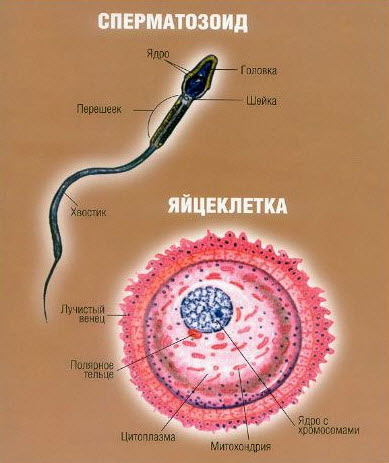 СПЕРМАТОЗОИД
Ядро
Головка
Шейка
Перешеек
Хвостик
ЯЙЦЕКЛЕТКА
Лучистый
венец
Полярное
тельце
Цитоплазма
Митохондрия
Ядро с
хромосомами